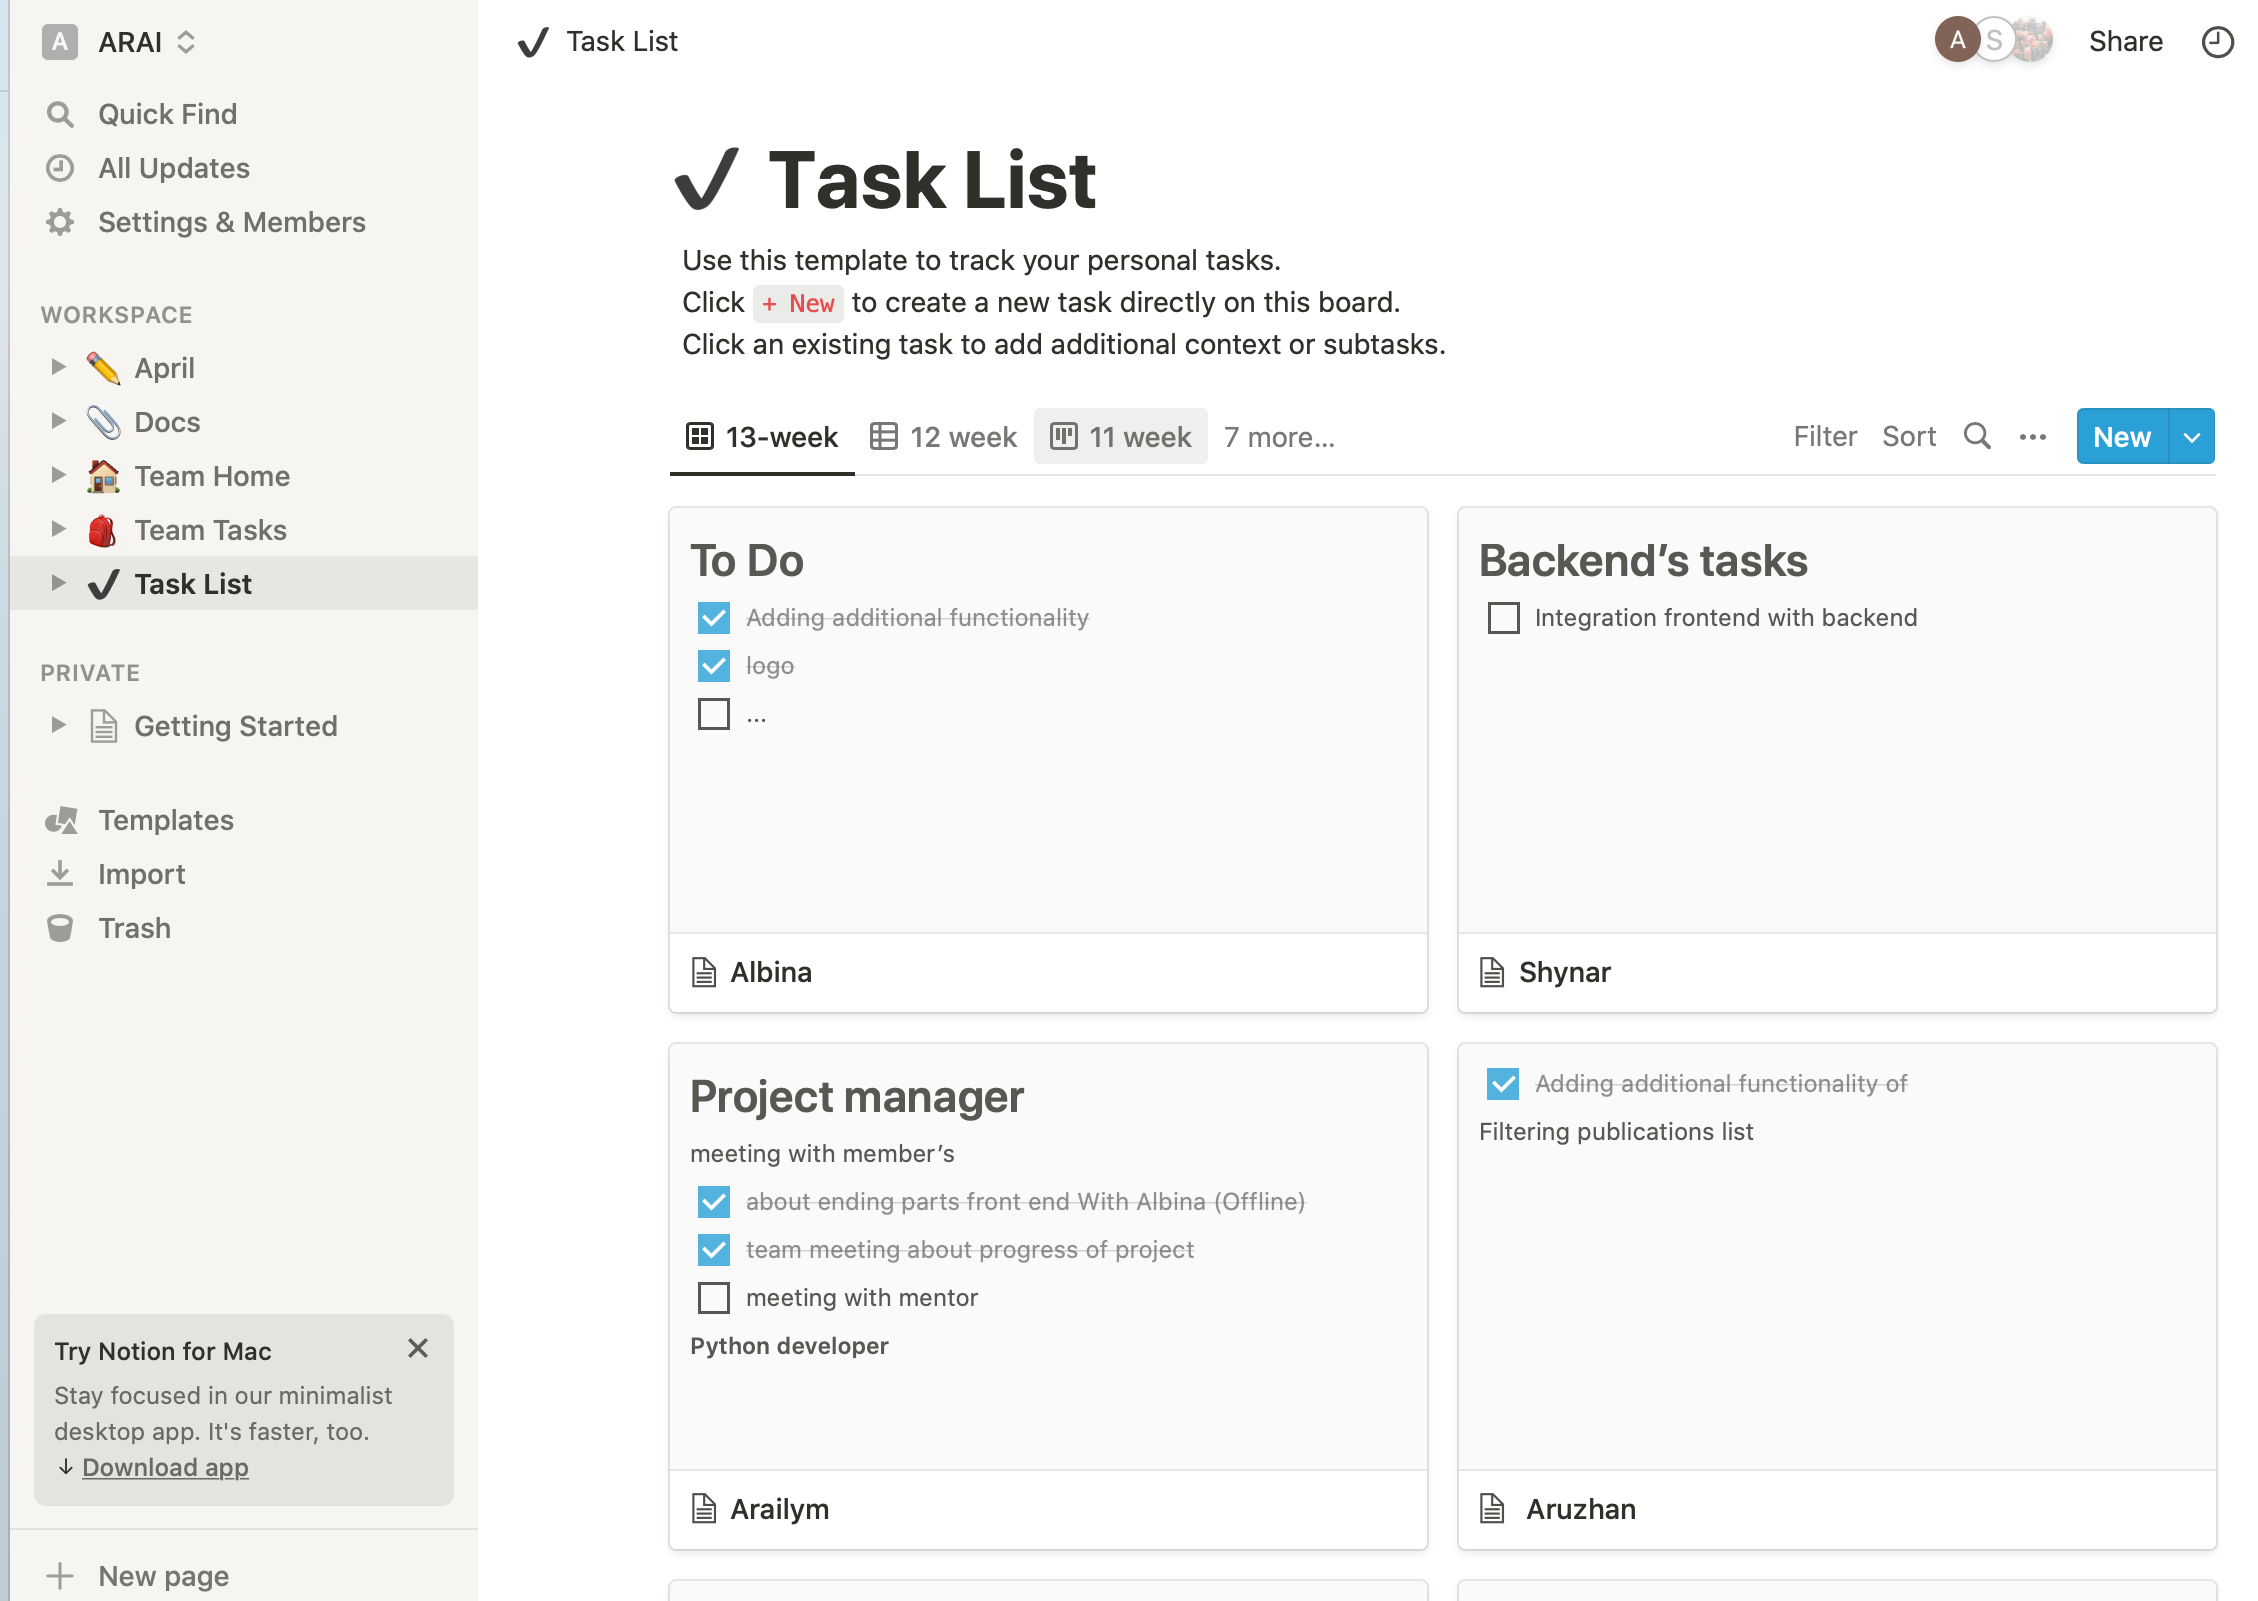 A ARAI
Quick Find
All Updates
Settings & Members
WORKSPACE
April
Docs
Team Home
Team Tasks
Task List
PRIVATE
Getting Started
Templates
Import
Trash
Try Notion for Mac
Stay focused in our minimalist
desktop app. It's faster, too.
Download app
New page
Task List
A S
Share
Task List
Use this template to track your personal tasks.
Click + New to create a new task directly on this board.
Click an existing task to add additional context or subtasks.
13-week 12 week 11 week 7 more...
Filter Sort ··· New
To Do
Adding additional functionality
logo
...
Albina
Backend’s tasks
Integration frontend with backend
Shynar
Project manager
meeting with member’s
about ending parts front end With Albina (Offline)
team meeting about progress of project
meeting with mentor
Python developer
Arailym
Adding additional functionality of
Filtering publications list
Aruzhan